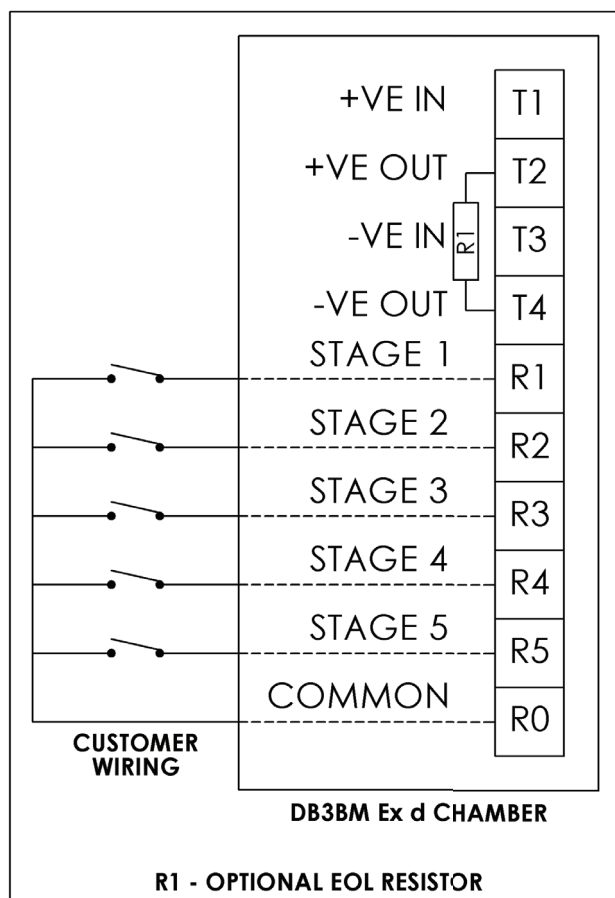 +VE IN T1
+VE OUT T2
-VE IN R1 T3
-VE OUT T4
STAGE 1 R1
STAGE 2 R2
STAGE 3 R3
STAGE 4 R4
STAGE 5 R5
COMMON R0
CUSTOMER
WIRING
DB3BM Ex d CHAMBER
R1 - OPTIONAL EOL RESISTOR